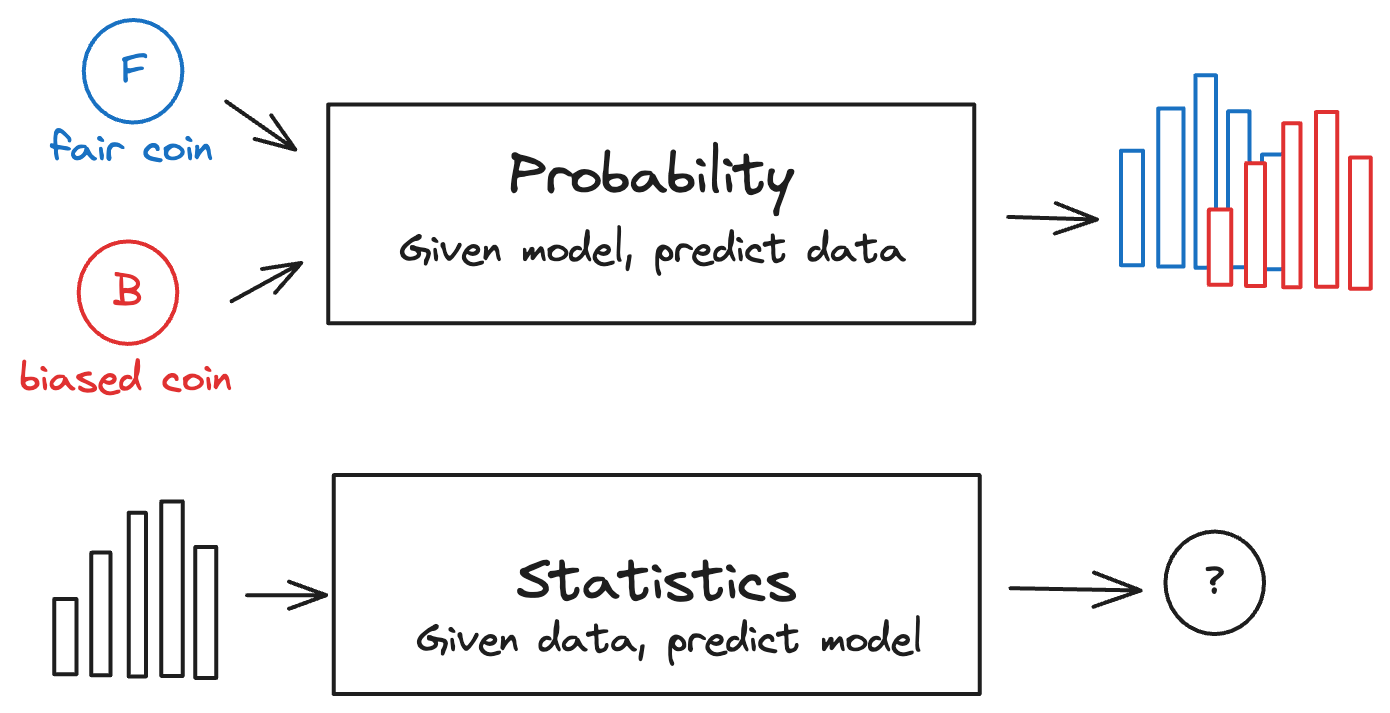 F
fair coin
B
biased coin
Probability
Given model, predict data
Statistics
Given data, predict model
?